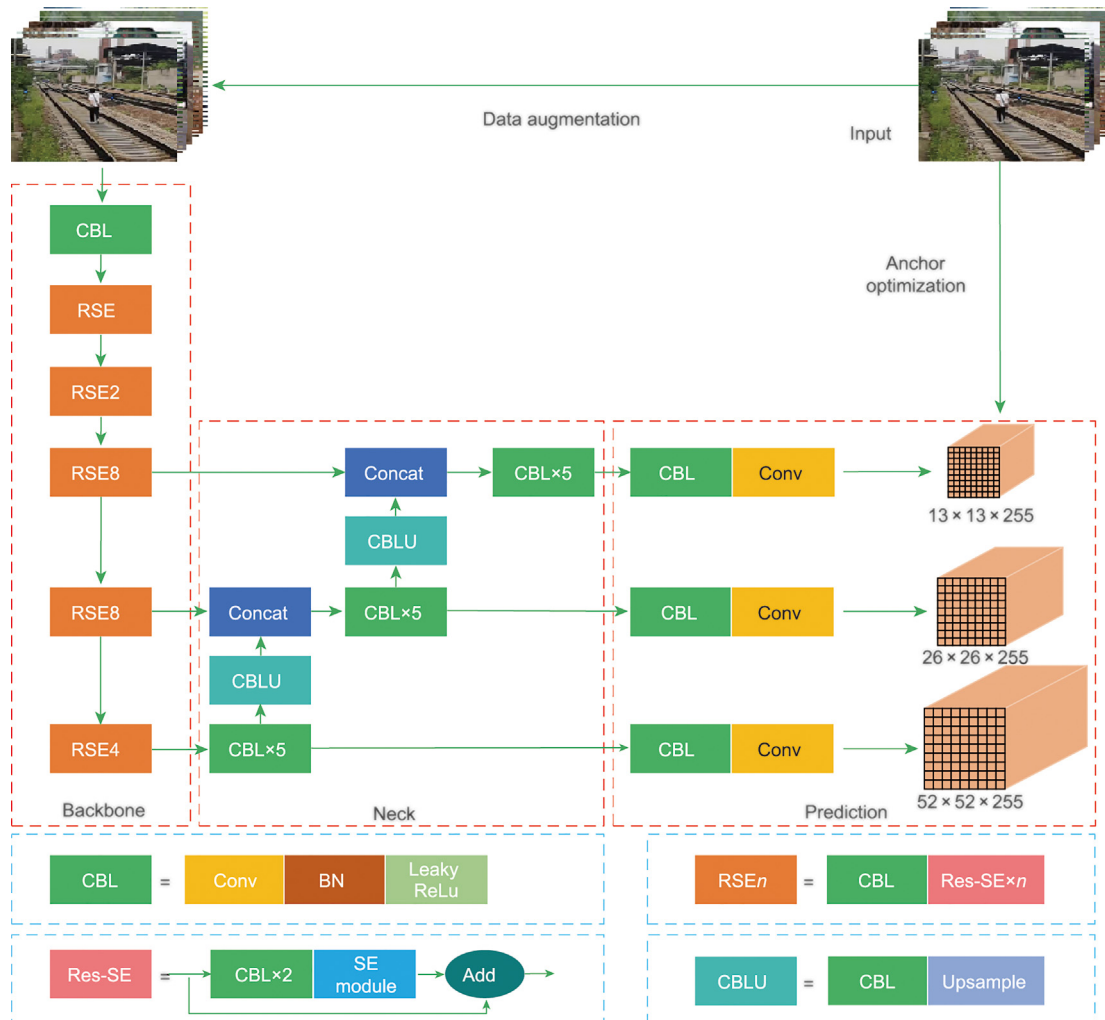 Data augmentation
Input
CBL
Anchor
optimization
RSE
RSE2
RSE8
Concat
CBL×5
CBL
Conv
13 × 13 × 255
CBLU
RSE8
Concat
CBL×5
CBL
Conv
26 × 26 × 255
CBLU
RSE4
CBL×5
CBL
Conv
52 × 52 × 255
Backbone
Neck
Prediction
CBL
=
Conv
BN
Leaky
ReLu
RSEn
=
CBL
Res-SE×n
Res-SE
=
CBL×2
SE
module
Add
CBLU
=
CBL
Upsample